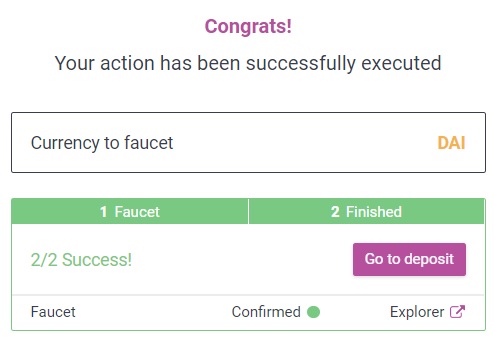 Congrats!
Your action has been successfully executed
Currency to faucet DAI
1 Faucet 2 Finished
2/2 Success! Go to deposit
Faucet Confirmed Explorer